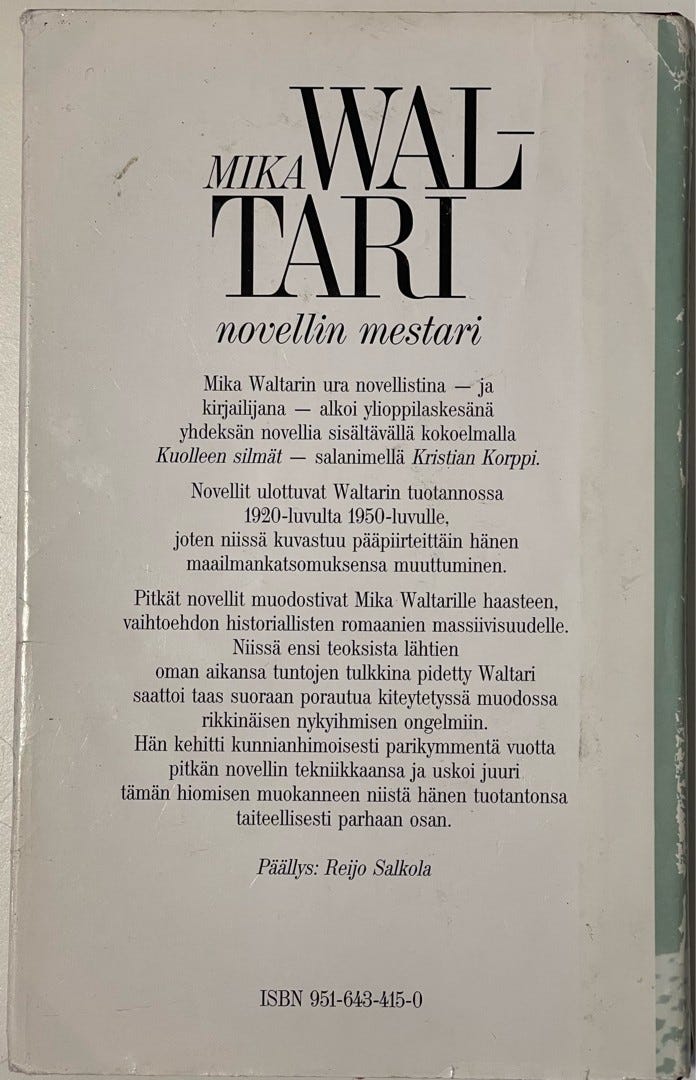 MIKA WAL-
TARI
novellin mestari
Mika Waltarin ura novellistina — ja
kirjailijana — alkoi ylioppilaskesänä
yhdeksän novellia sisältävällä kokoelmalla
Kuolleen silmät — salanimellä Kristian Korppi.
Novellit ulottuvat Waltarin tuotannossa
1920-luvulta 1950-luvulle,
joten niissä kuvastuu pääpiirteittäin hänen
maailmankatsomuksensa muuttuminen.
Pitkät novellit muodostivat Mika Waltarille haasteen,
vaihtoehdon historiallisten romaanien massiivisuudelle.
Niissä ensi teoksista lähtien
oman aikansa tuntojen tulkkina pidetty Waltari
saattoi taas suoraan porautua kiteytetyssä muodossa
rikkinäisen nykyihmisen ongelmiin.
Hän kehitti kunnianhimoisesti parikymmentä vuotta
pitkän novellin tekniikkaansa ja uskoi juuri
tämän hiomisen muokanneen niistä hänen tuotantonsa
taiteellisesti parhaan osan.
Päällys: Reijo Salkola
ISBN 951-643-415-0